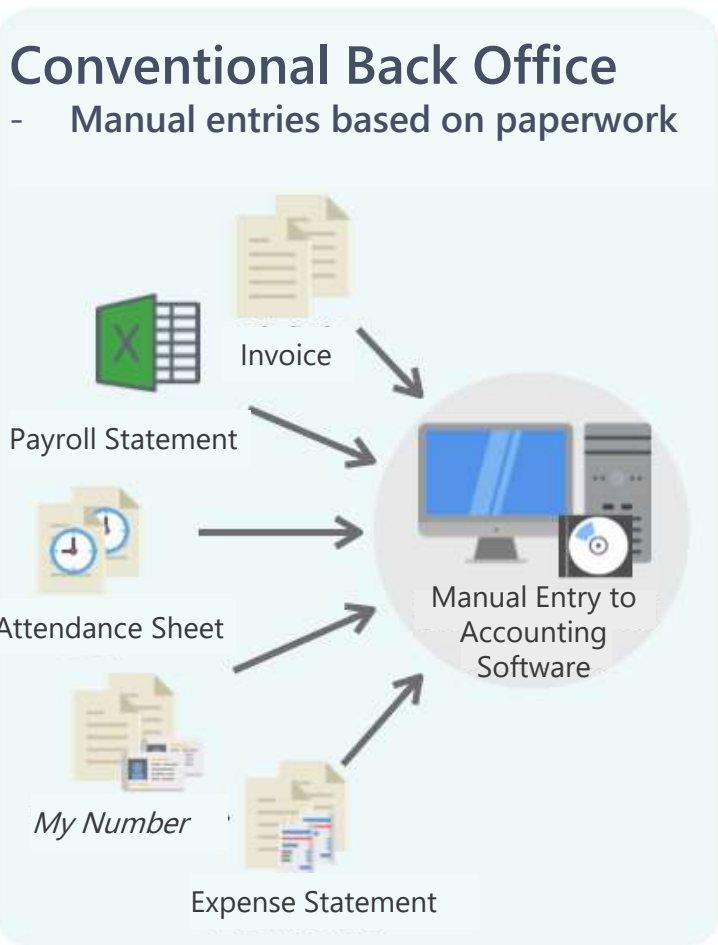 Conventional Back Office
- Manual entries based on paperwork
Invoice
Payroll Statement
Attendance Sheet
My Number
Expense Statement
Manual Entry to
Accounting
Software
X